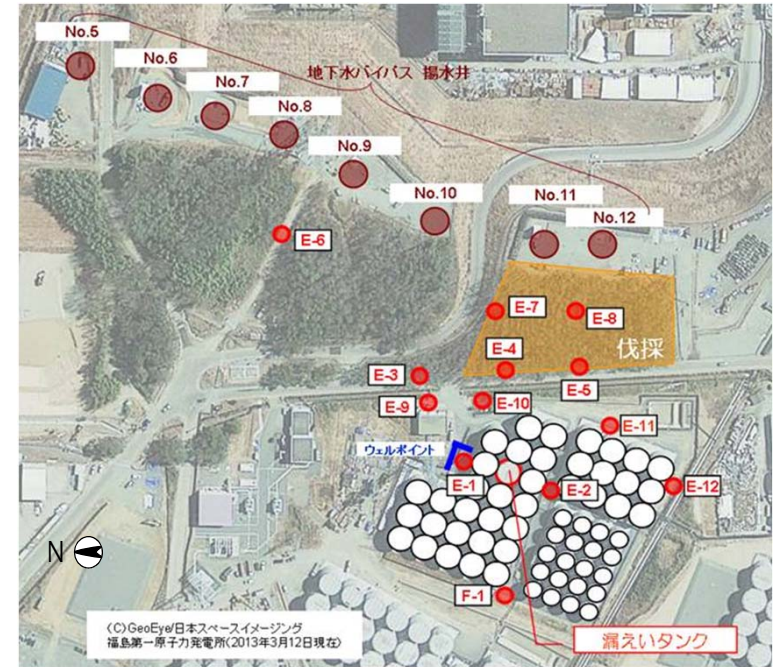 No.5
No.6
No.7
地下水バイパス 揚水井
No.8
No.9
No.10
No.11
No.12
E-6
E-7
E-8
伐採
E-4
E-3
E-5
E-9
E-10
E-11
ウェルポイント
E-1
E-2
E-12
N
F-1
(C)GeoEye/日本スペースイメージング
福島第一原子力発電所(2013年3月12日現在)
漏えいタンク